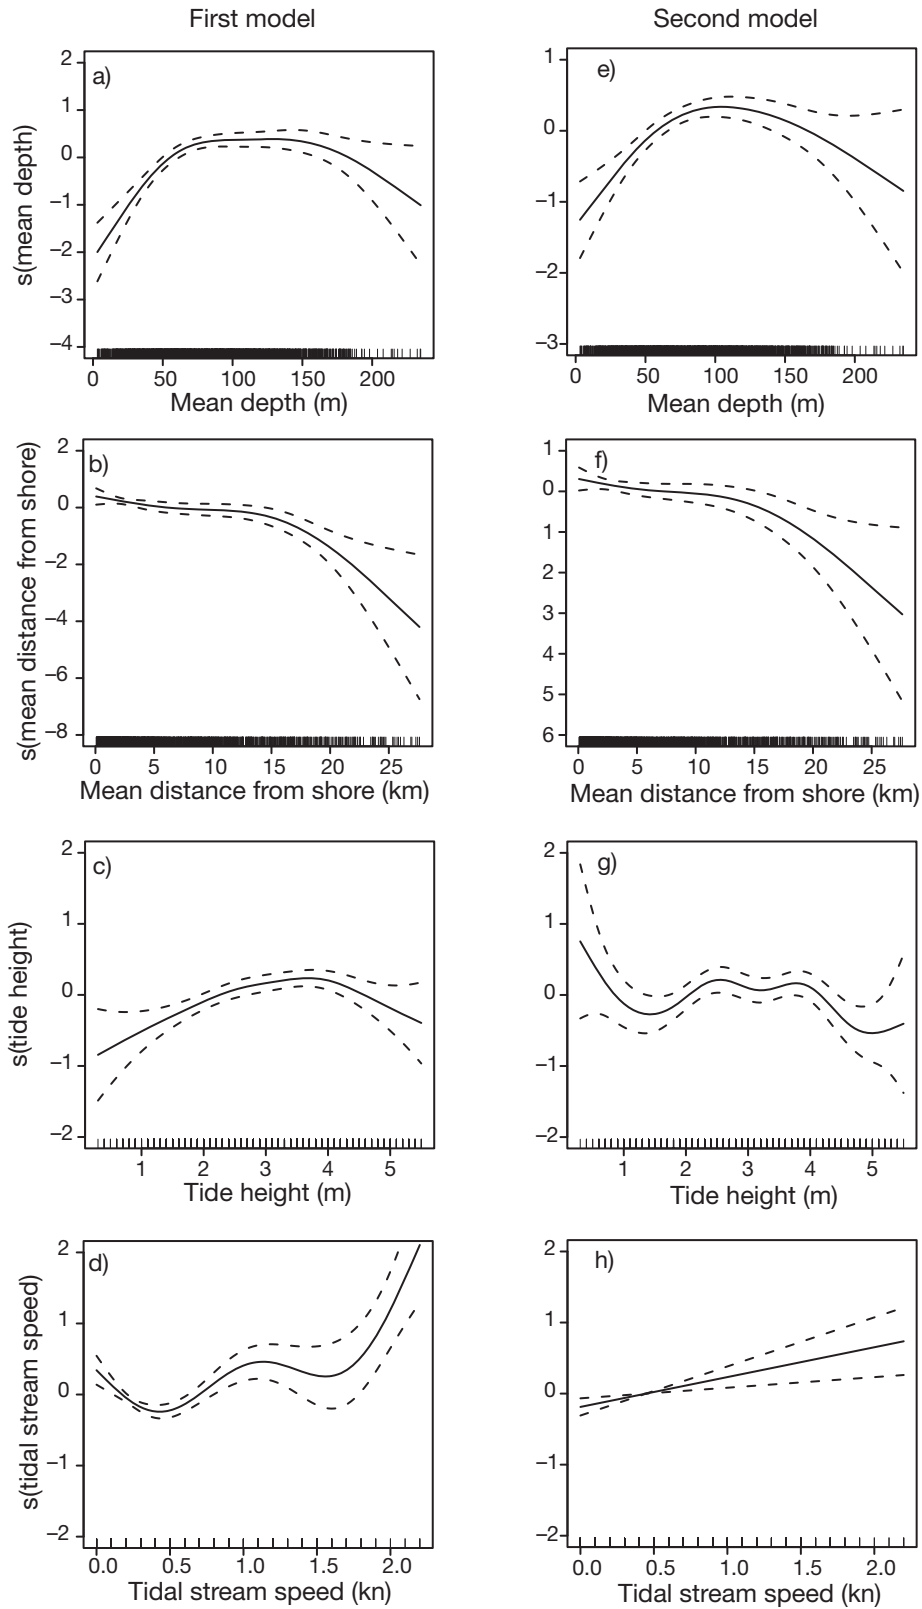 First model
Second model
a)
s(mean depth)
2
1
0
–1
–2
–3
–4
0 50 100 150 200
Mean depth (m)
e)
1
0
–1
–2
–3
0 50 100 150 200
Mean depth (m)
b)
s(mean distance from shore)
2
0
–2
–4
–6
–8
0 5 10 15 20 25
Mean distance from shore (km)
f)
1
0
1
2
3
4
5
6
0 5 10 15 20 25
Mean distance from shore (km)
c)
s(tide height)
2
1
0
–1
–2
1 2 3 4 5
Tide height (m)
g)
2
1
0
–1
–2
1 2 3 4 5
Tide height (m)
d)
s(tidal stream speed)
2
1
0
–1
–2
0.0 0.5 1.0 1.5 2.0
Tidal stream speed (kn)
h)
2
1
0
–1
–2
0.0 0.5 1.0 1.5 2.0
Tidal stream speed (kn)